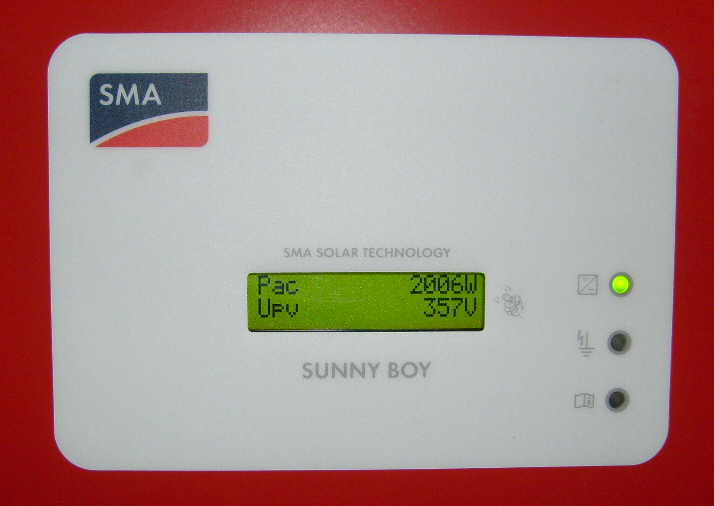 SMA
SMA SOLAR TECHNOLOGY
Pac 2006W
Upv 357V
SUNNY BOY